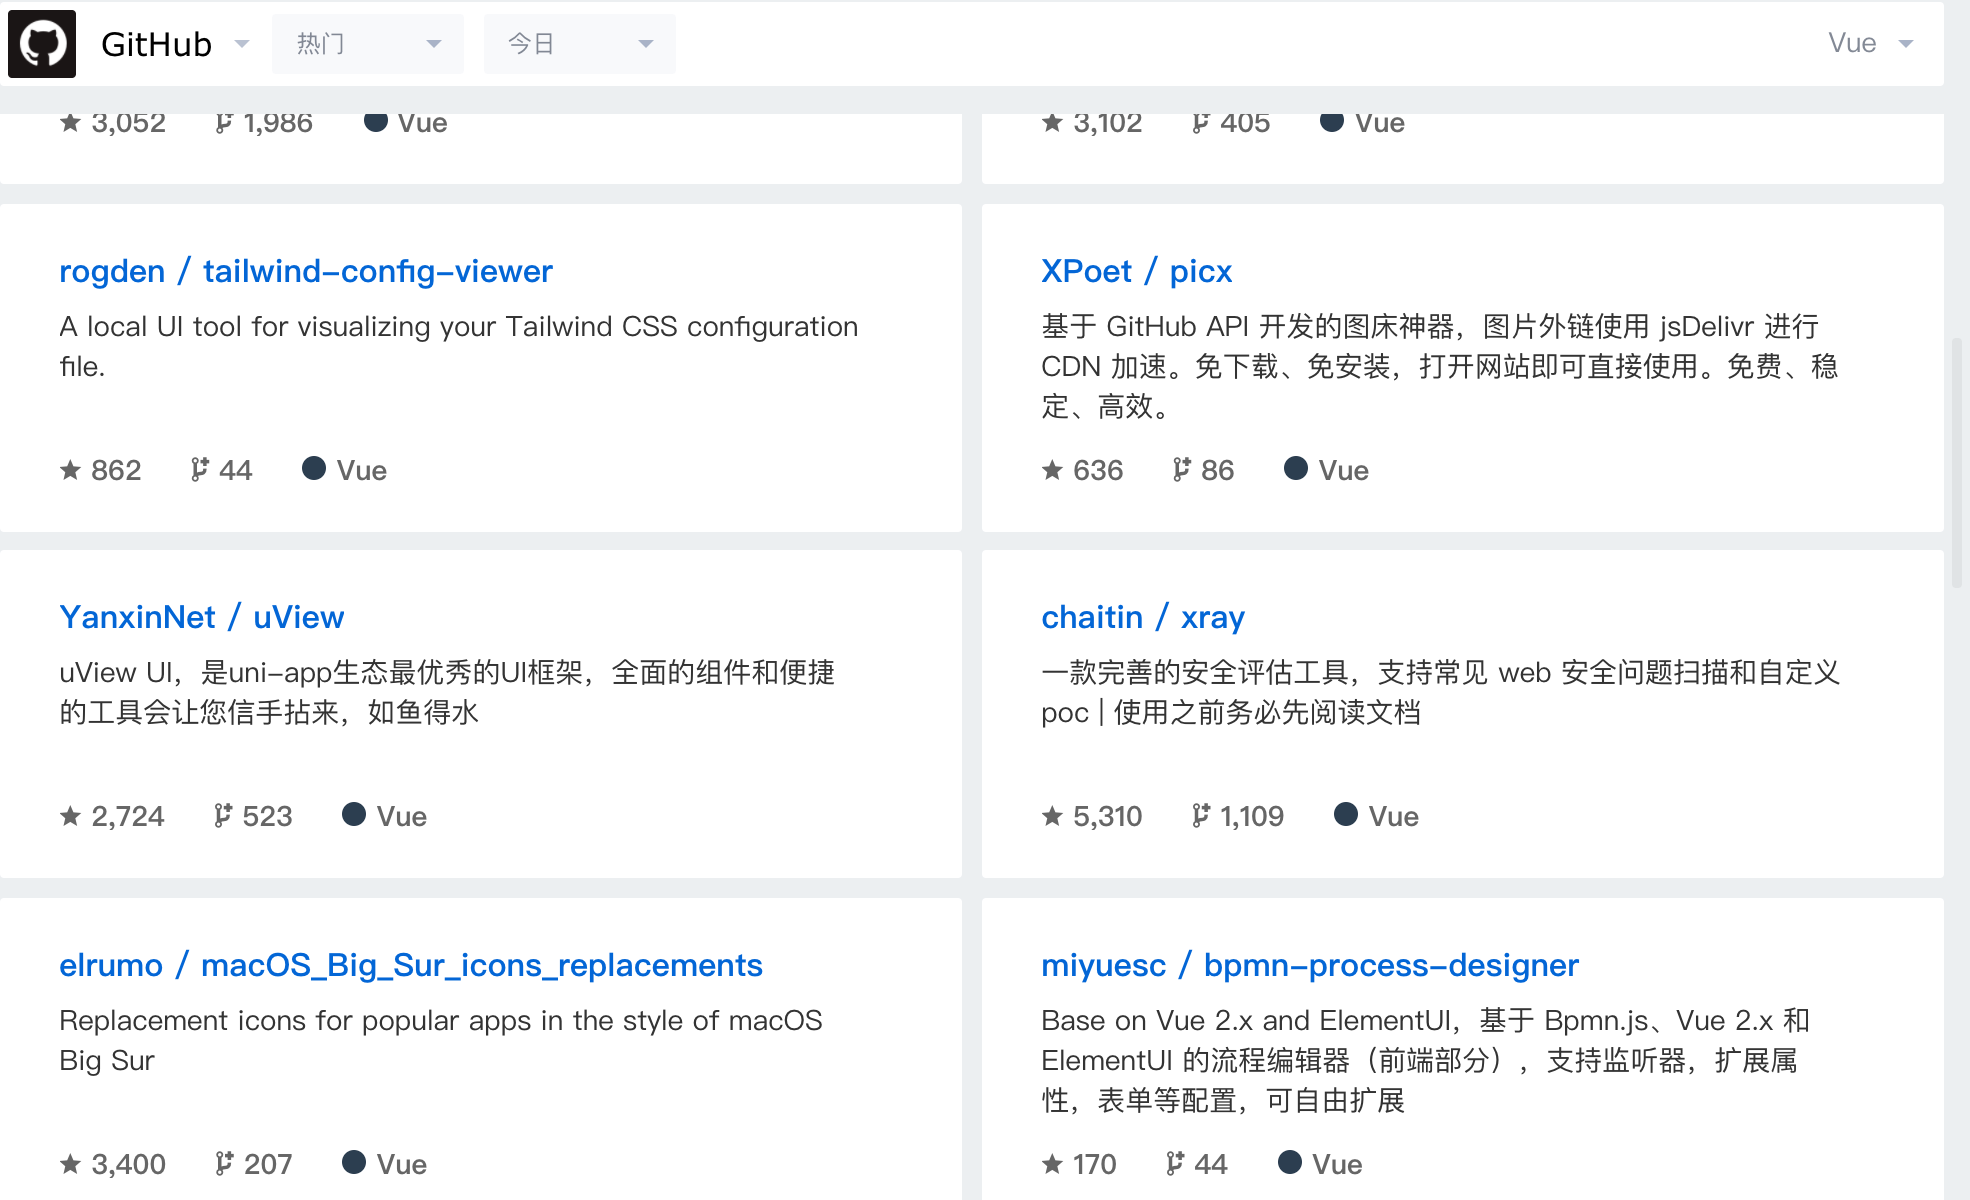 GitHub 热门 今日 Vue
3,052 1,986 Vue
3,102 405 Vue
rogden / tailwind-config-viewer
A local UI tool for visualizing your Tailwind CSS configuration
file.
862 44 Vue
XPoet / picx
基于 GitHub API 开发的图床神器，图片外链使用 jsDelivr 进行
CDN 加速。免下载、免安装，打开网站即可直接使用。免费、稳
定、高效。
636 86 Vue
YanxinNet / uView
uView UI，是uni-app生态最优秀的UI框架，全面的组件和便捷
的工具会让您信手拈来，如鱼得水
2,724 523 Vue
chaitin / xray
一款完善的安全评估工具，支持常见 web 安全问题扫描和自定义
poc | 使用之前务必先阅读文档
5,310 1,109 Vue
elrumo / macOS_Big_Sur_icons_replacements
Replacement icons for popular apps in the style of macOS
Big Sur
3,400 207 Vue
miyuesc / bpmn-process-designer
Base on Vue 2.x and ElementUI，基于 Bpmn.js、Vue 2.x 和
ElementUI 的流程编辑器（前端部分），支持监听器，扩展属
性，表单等配置，可自由扩展
170 44 Vue